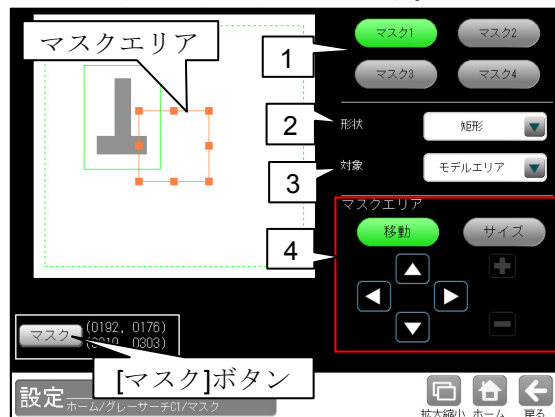 マスクエリア
1
マスク1
マスク2
マスク3
マスク4
2
形状
矩形
3
対象
モデルエリア
マスクエリア
4
移動
サイズ
マスク
(0192, 0176)
0303)
[マスク]ボタン
設定
ホーム/グレーサーチC1/マスク
拡大縮小
ホーム
戻る